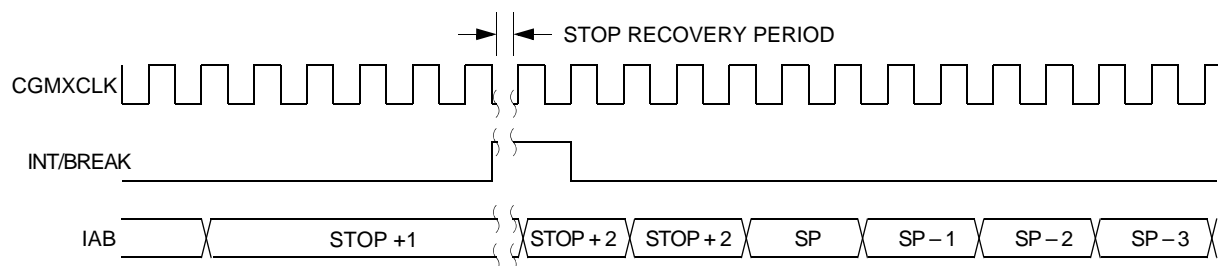 STOP RECOVERY PERIOD
CGMXCLK
INT/BREAK
IAB STOP +1 STOP + 2 STOP + 2 SP SP – 1 SP – 2 SP – 3